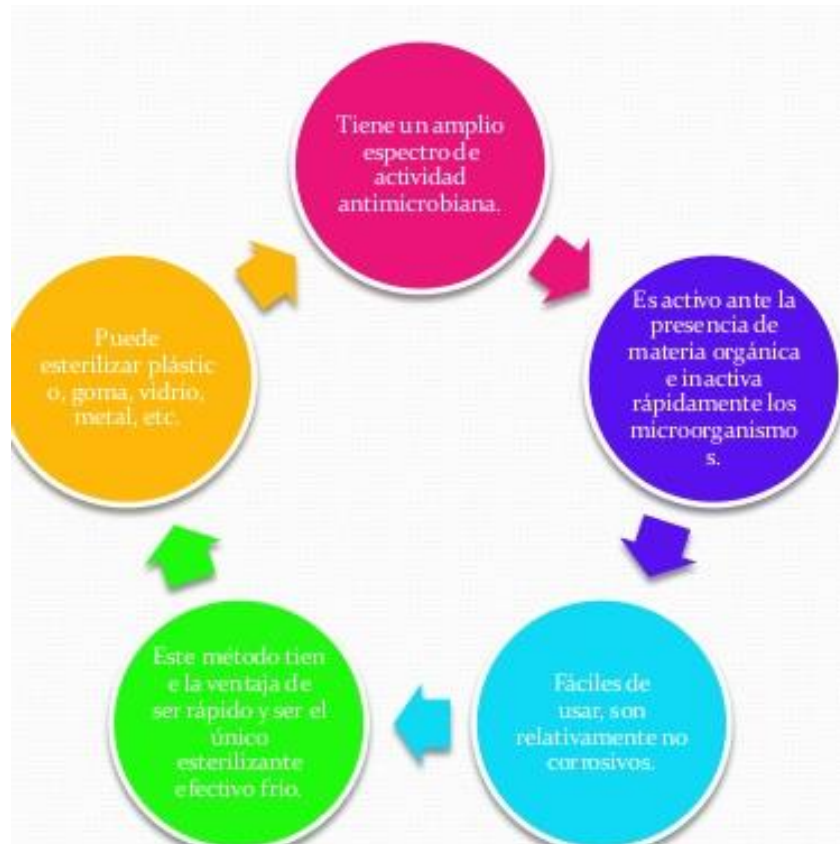 Tiene un amplio
espectro de
actividad
antimicrobiana.
Es activo ante la
presencia de
materia orgánica
e inactiva
rápidamente los
microorganismo
s.
Fáciles de
usar, son
relativamente no
corrosivos.
Este método tien
e la ventaja de
ser rápido y ser el
único
esterilizante
efectivo frio.
Puede
esterilizar plástic
o, goma, vidrio,
metal, etc.